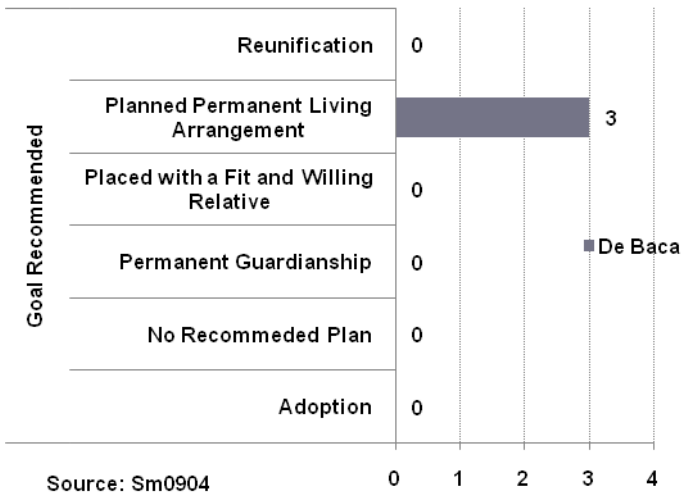 Reunification
0
Planned Permanent Living
Arrangement
3
Placed with a Fit and Willing
Relative
0
Goal Recommended
Permanent Guardianship
0
De Baca
No Recommeded Plan
0
Adoption
0
0 1 2 3 4
Source: Sm0904